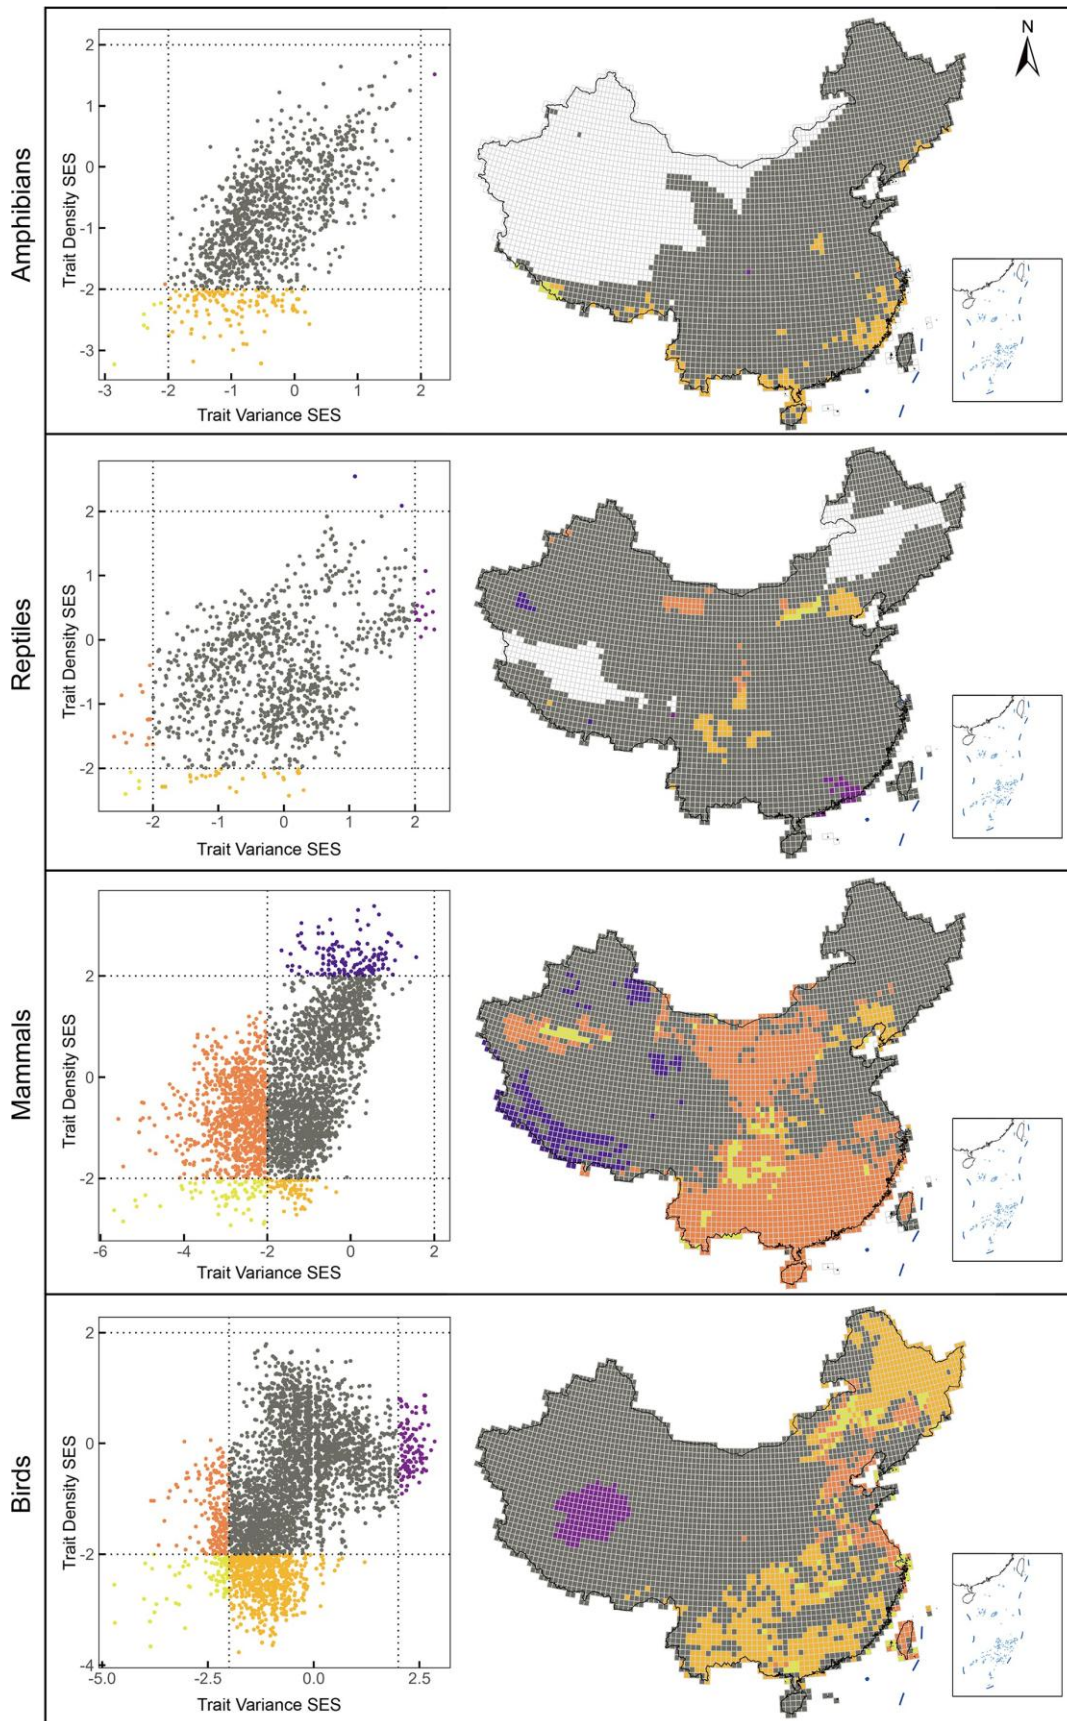 N
Amphibians
Trait Density SES
2
1
0
-1
-2
-3
-3 -2 -1 0 1 2
Trait Variance SES
Reptiles
Trait Density SES
2
1
0
-1
-2
-2 -1 0 1 2
Trait Variance SES
Mammals
Trait Density SES
2
0
-2
-6 -4 -2 0 2
Trait Variance SES
Birds
Trait Density SES
2
0
-2
-4
-5.0 -2.5 0.0 2.5
Trait Variance SES